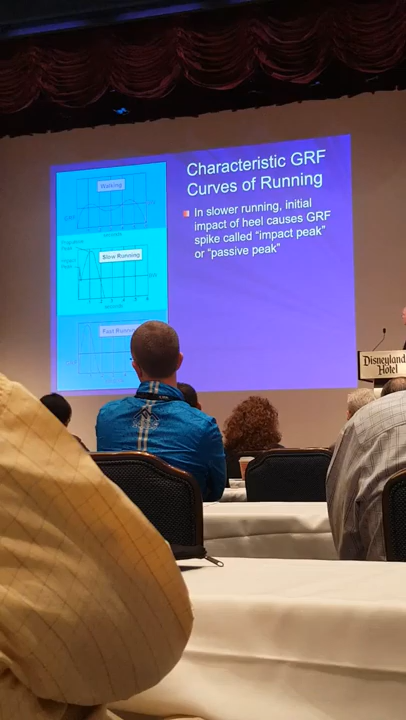 Characteristic GRF
Curves of Running
In slower running, initial
impact of heel causes GRF
spike called "impact peak"
or "passive peak"
Walking
Slow Running
Fast Running
Disneyland
Hotel